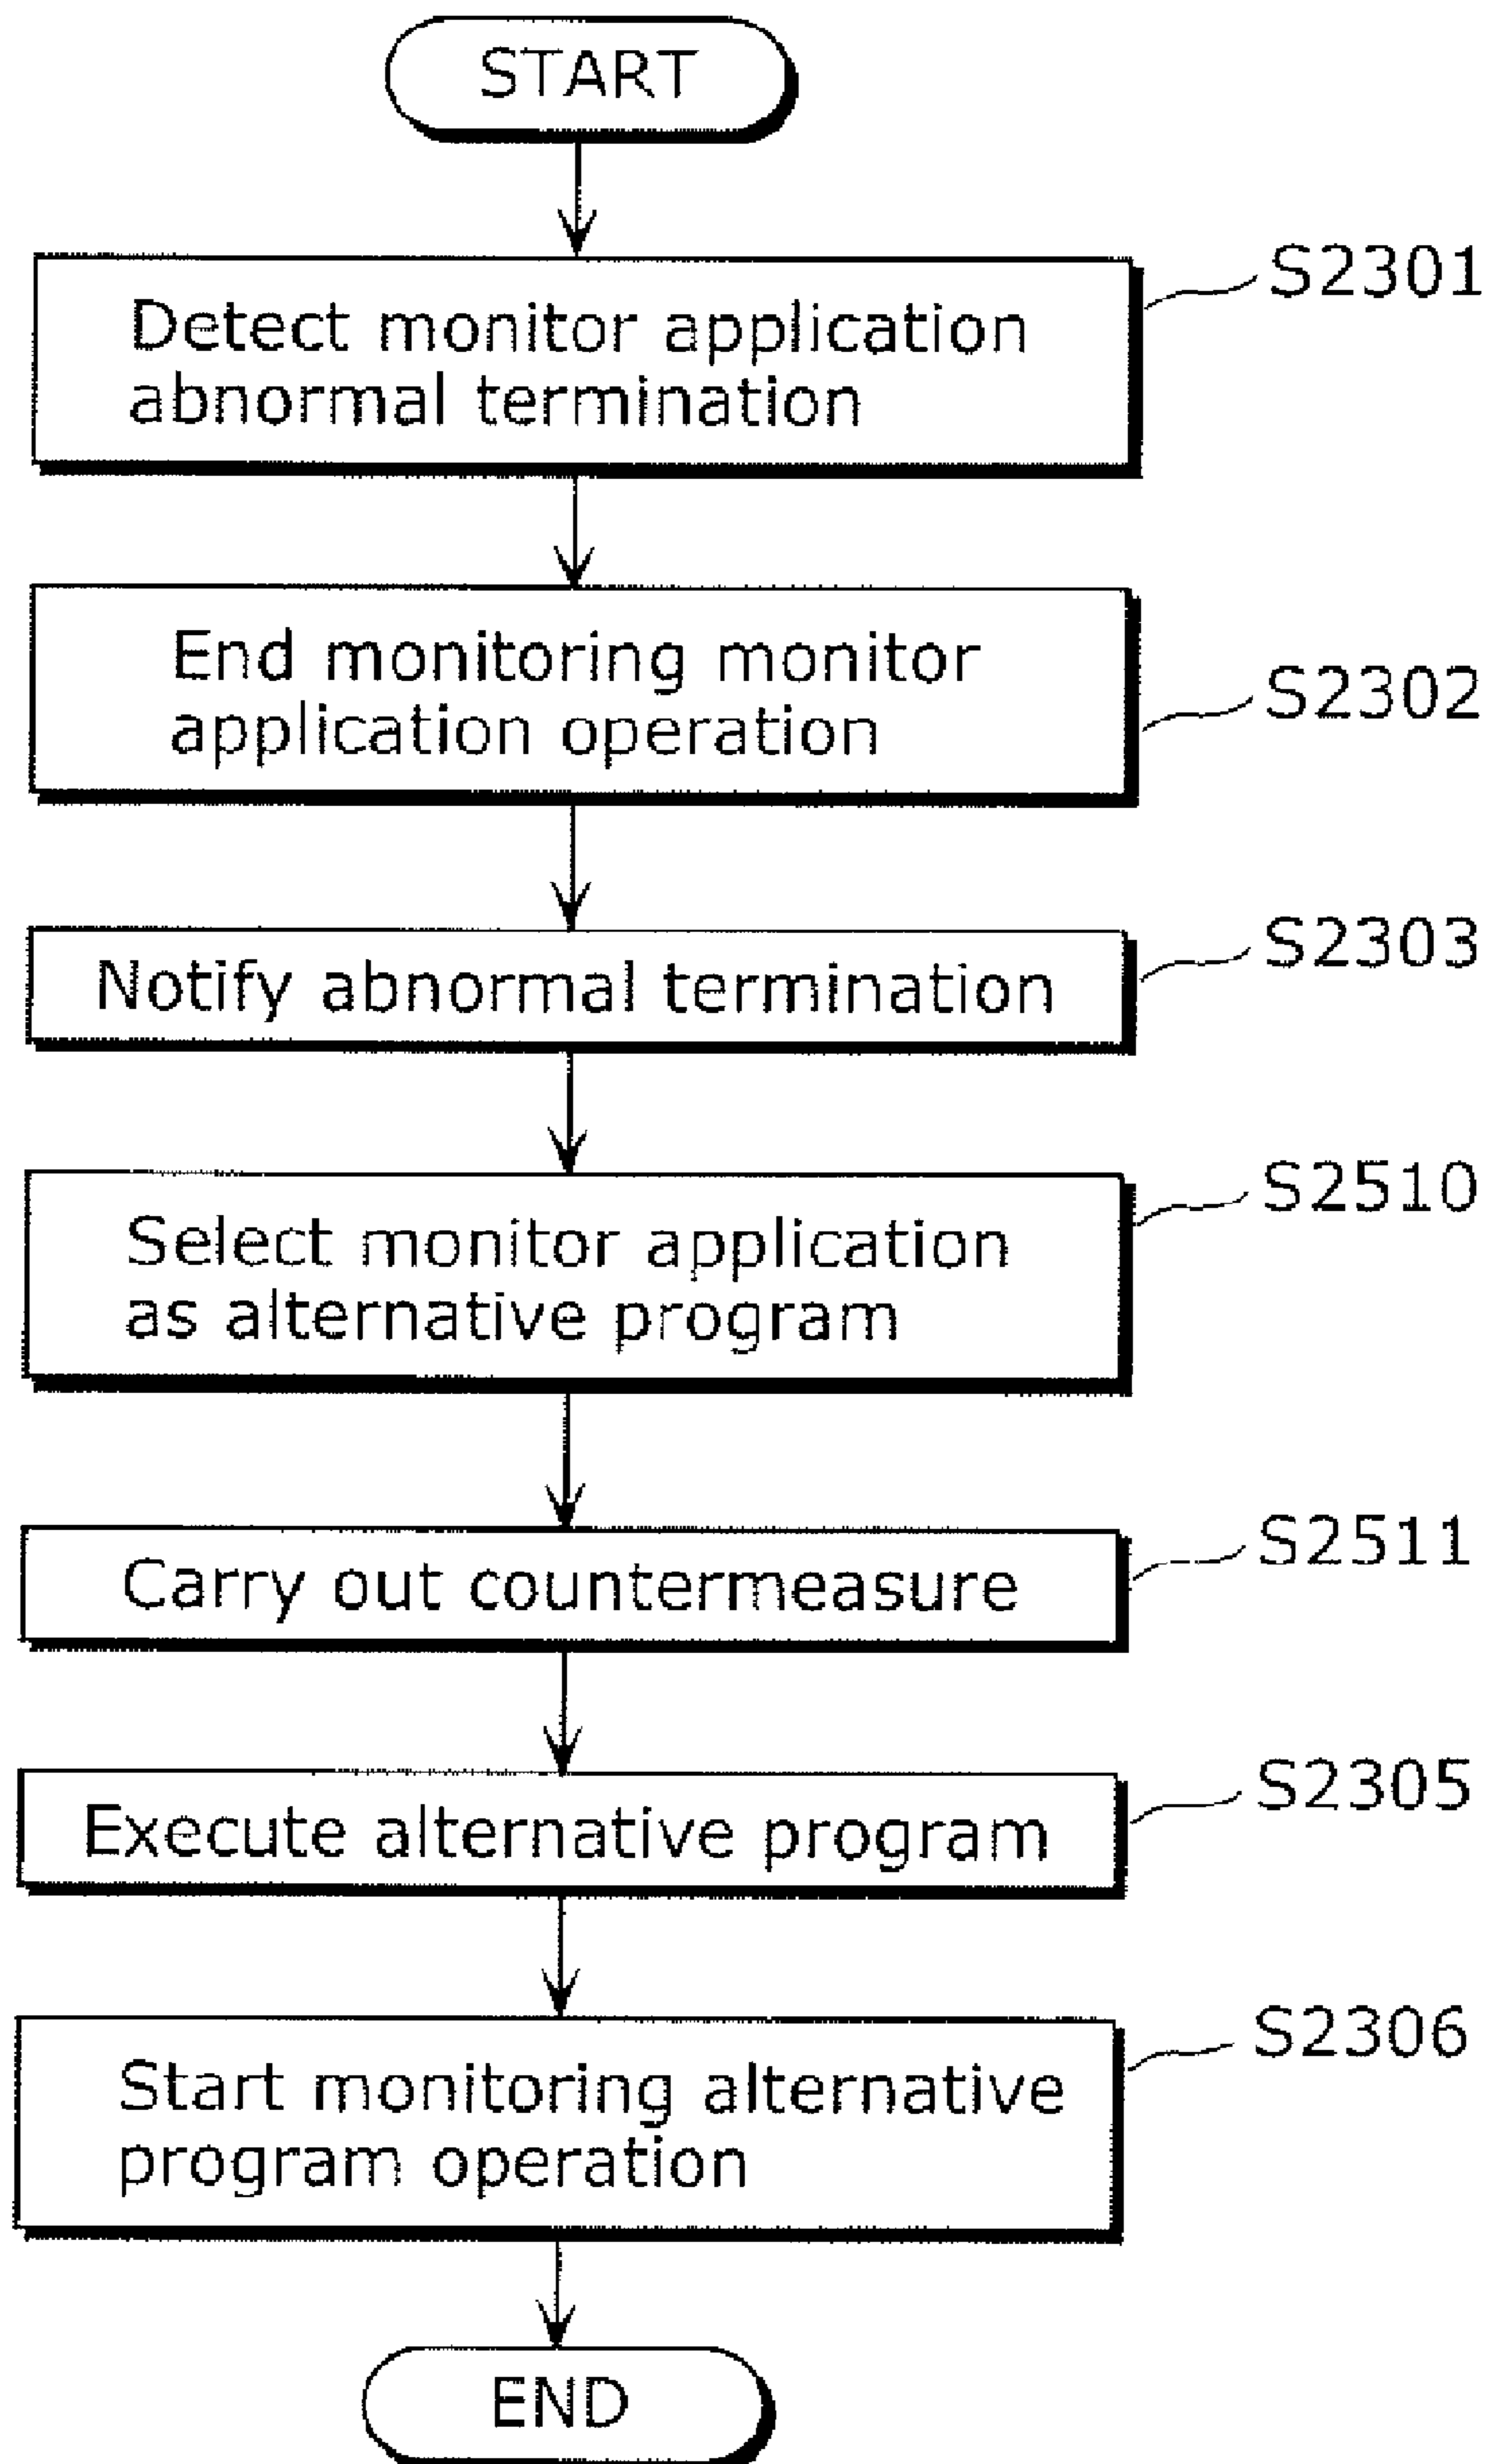 START
Detect monitor application
abnormal termination
S2301
End monitoring monitor
application operation
S2302
Notify abnormal termination
S2303
Select monitor application
as alternative program
S2510
Carry out countermeasure
S2511
Execute alternative program
S2305
Start monitoring alternative
program operation
S2306
END